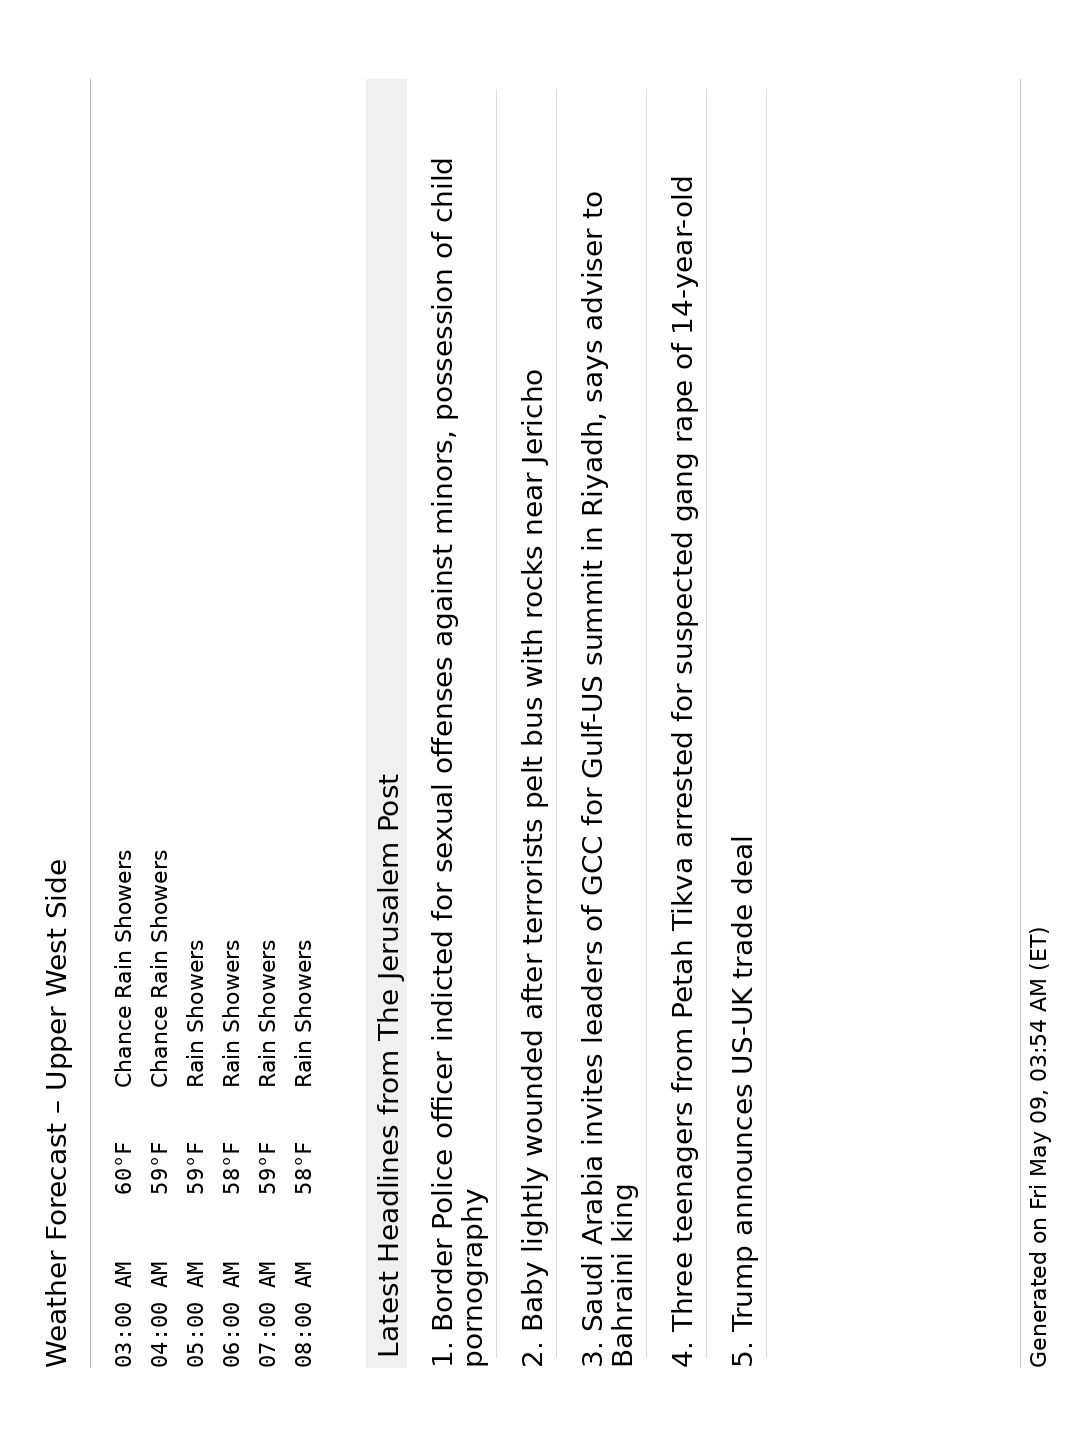 Weather Forecast – Upper West Side
03:00 AM 60°F Chance Rain Showers
04:00 AM 59°F Chance Rain Showers
05:00 AM 59°F Rain Showers
06:00 AM 58°F Rain Showers
07:00 AM 59°F Rain Showers
08:00 AM 58°F Rain Showers
Latest Headlines from The Jerusalem Post
1. Border Police officer indicted for sexual offenses against minors, possession of child
pornography
2. Baby lightly wounded after terrorists pelt bus with rocks near Jericho
3. Saudi Arabia invites leaders of GCC for Gulf-US summit in Riyadh, says adviser to
Bahraini king
4. Three teenagers from Petah Tikva arrested for suspected gang rape of 14-year-old
5. Trump announces US-UK trade deal
Generated on Fri May 09, 03:54 AM (ET)